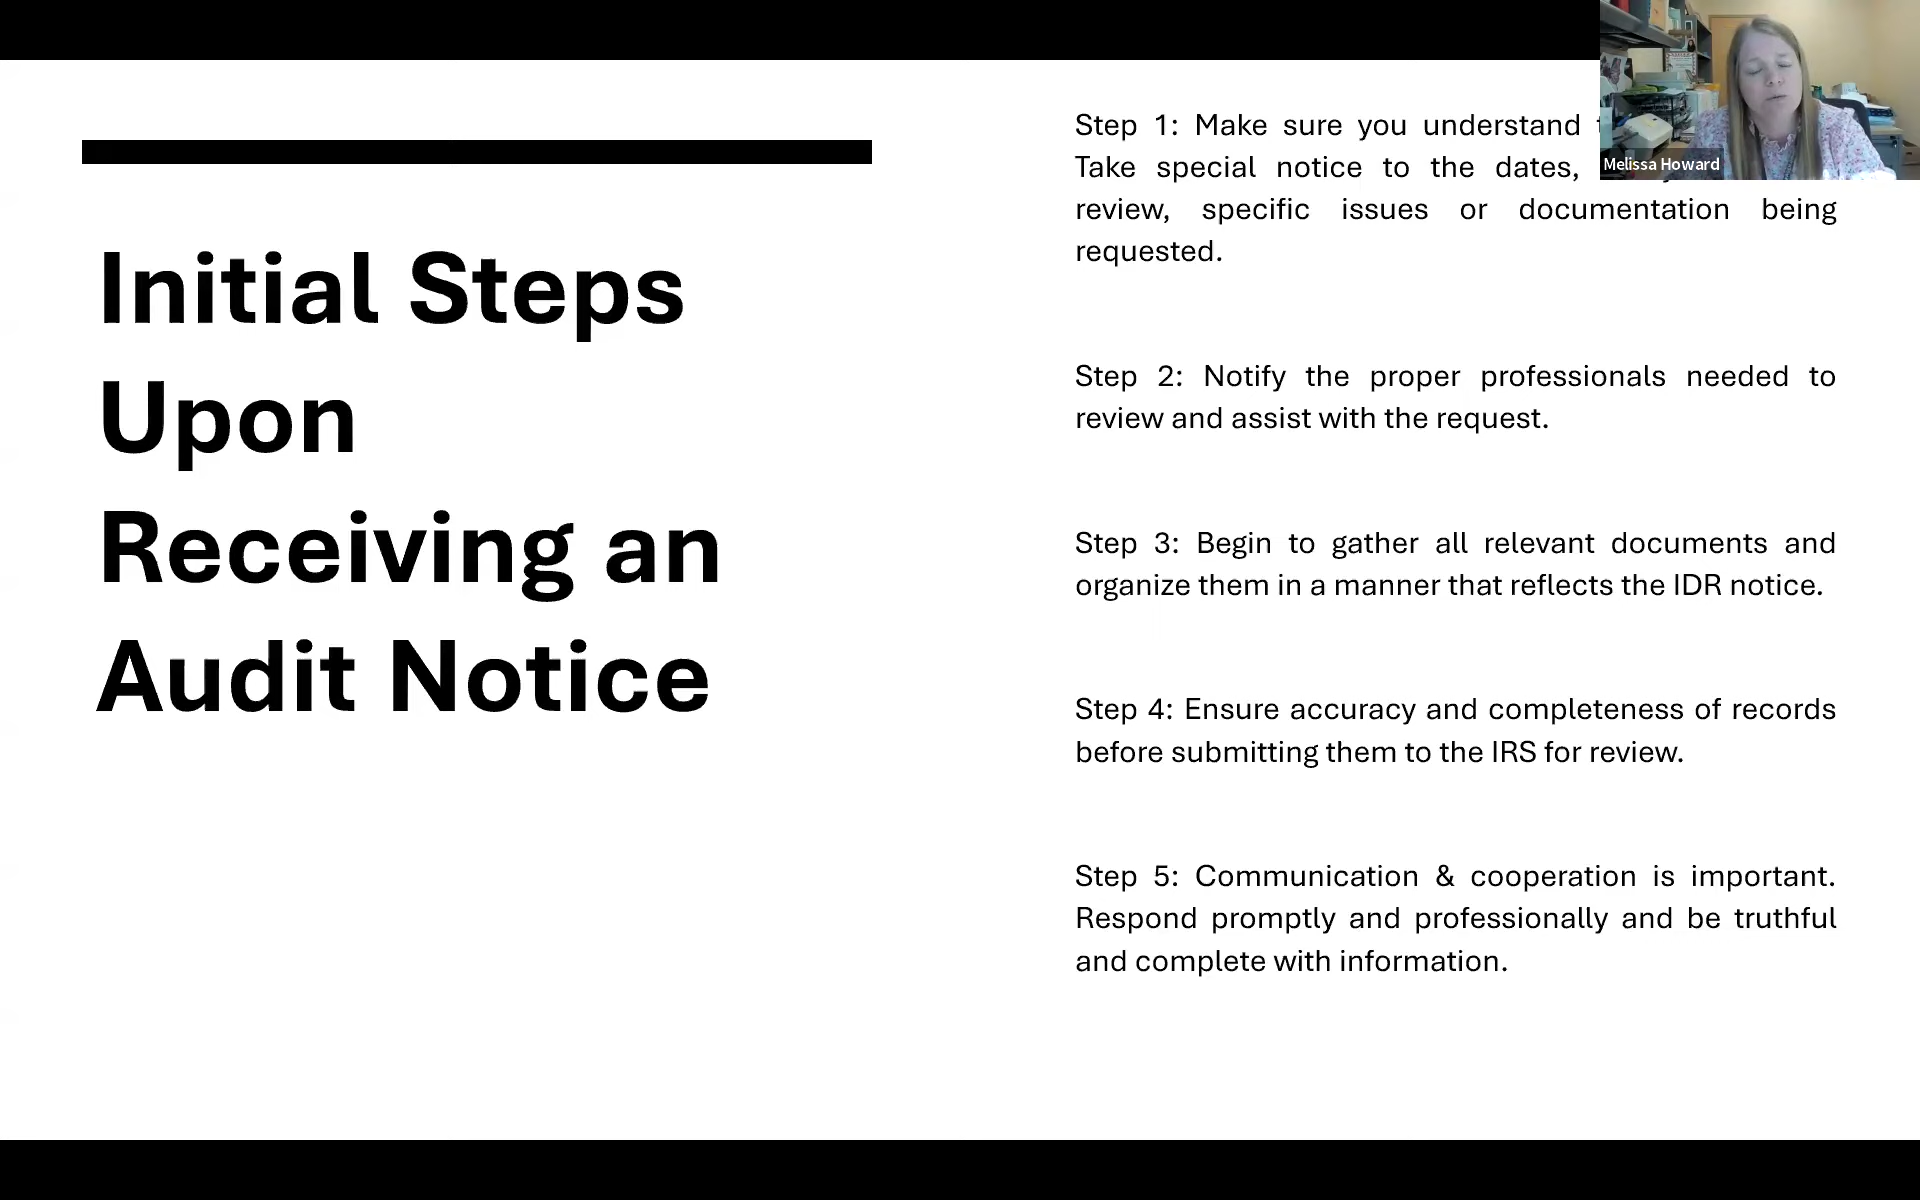 Initial Steps
Upon
Receiving an
Audit Notice
Step 1: Make sure you understand
Take special notice to the dates,
review, specific issues or documentation being
requested.
Step 2: Notify the proper professionals needed to
review and assist with the request.
Step 3: Begin to gather all relevant documents and
organize them in a manner that reflects the IDR notice.
Step 4: Ensure accuracy and completeness of records
before submitting them to the IRS for review.
Step 5: Communication & cooperation is important.
Respond promptly and professionally and be truthful
and complete with information.
Melissa Howard